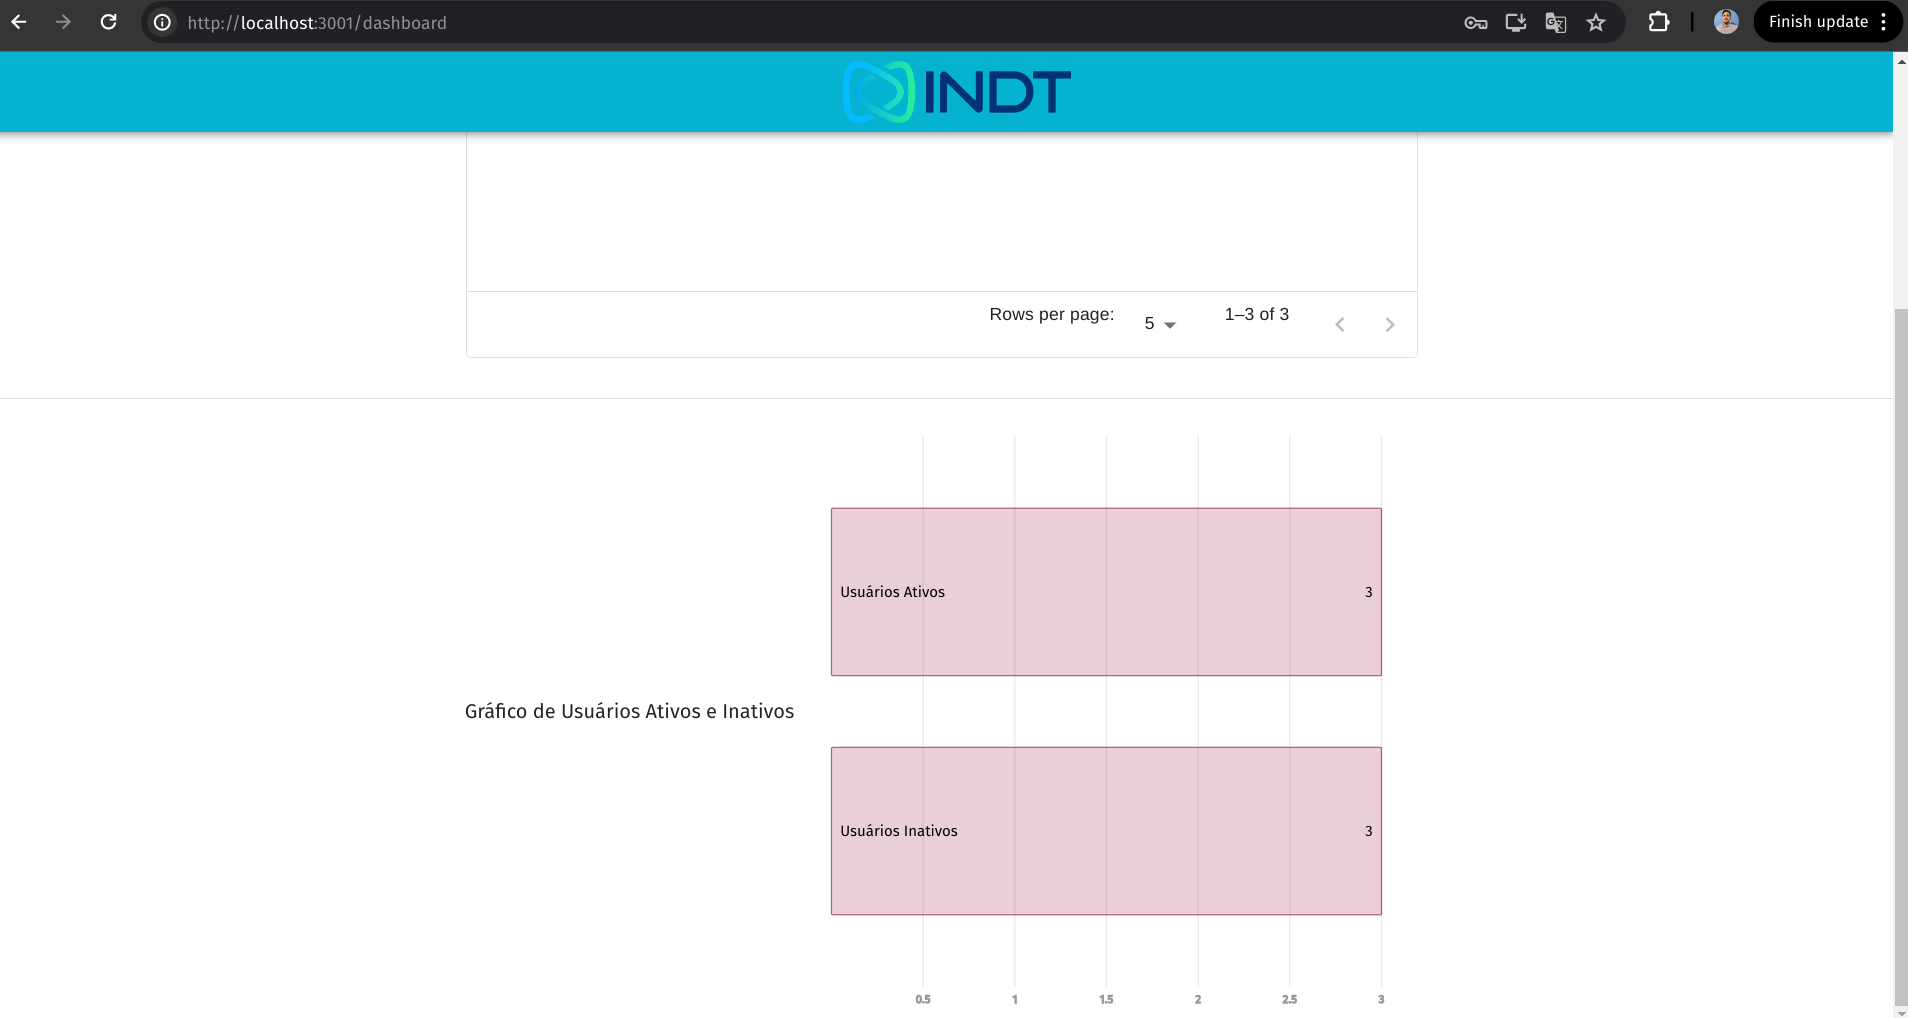 http://localhost:3001/dashboard
Finish update
INDT
Rows per page:
5
1–3 of 3
Usuários Ativos
3
Gráfico de Usuários Ativos e Inativos
Usuários Inativos
3
0.5
1
1.5
2
2.5
3